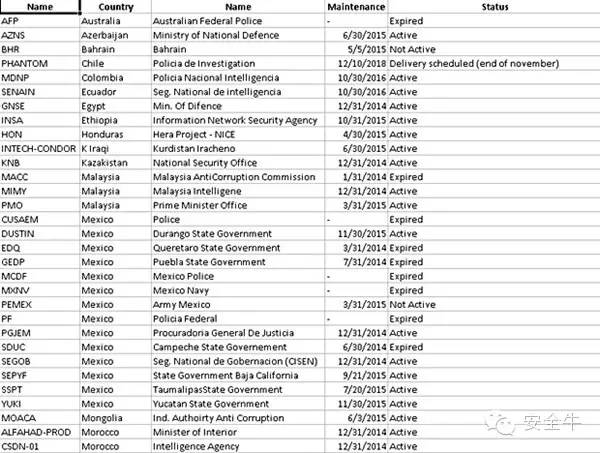 Name Country Name Maintenance Status
AFP Australia Australian Federal Police - Expired
AZNS Azerbaijan Ministry of National Defence 6/30/2015 Active
BHR Bahrain Bahrain 5/5/2015 Not Active
PHANTOM Chile Policia de Investigation 12/10/2018 Delivery scheduled (end of november)
MDNP Colombia Policia Nacional Intelligencia 10/30/2016 Active
SENAIN Ecuador Seg. National de intelligencia 10/30/2016 Active
GNSE Egypt Min. Of Difence 12/31/2014 Active
INSA Ethiopia Information Network Security Agency 10/31/2015 Active
HON Honduras Hera Project - NICE 4/30/2015 Active
INTECH-CONDOR K Iraqi Kurdistan Iracheno 6/30/2015 Active
KNB Kazakistan National Security Office 12/31/2014 Active
MACC Malaysia Malaysia AntiCorruption Commission 1/31/2014 Expired
MIMY Malaysia Malaysia Intelligene 12/31/2014 Active
PMO Malaysia Prime Minister Office 3/31/2015 Active
CUSAEM Mexico Police - Expired
DUSTIN Mexico Durango State Government 11/30/2015 Active
EDQ Mexico Queretaro State Government 3/31/2014 Expired
GEDP Mexico Puebla State Government 7/31/2014 Expired
MCDF Mexico Mexico Police - Expired
MXNV Mexico Mexico Navy - Expired
PEMEX Mexico Army Mexico 3/31/2015 Not Active
PF Mexico Policia Federal - Expired
PGJEM Mexico Procuradoria General De Justicia 12/31/2014 Active
SDUC Mexico Campeche State Governement 6/30/2014 Expired
SEGOB Mexico Seg. National de Gobernacion (CISEN) 12/31/2014 Active
SEPYF Mexico State Government Baja California 9/21/2015 Active
SSPT Mexico TaumalipasState Government 7/20/2015 Active
YUKI Mexico Yucatan State Government 11/30/2015 Active
MOACA Mongolia Ind. Authoirty Anti Corruption 6/3/2015 Active
ALFAHAD-PROD Morocco Minister of Interior 12/31/2014 Active
CSDN-01 Morocco Intelligence Agency 12/31/2014 Active
安全牛